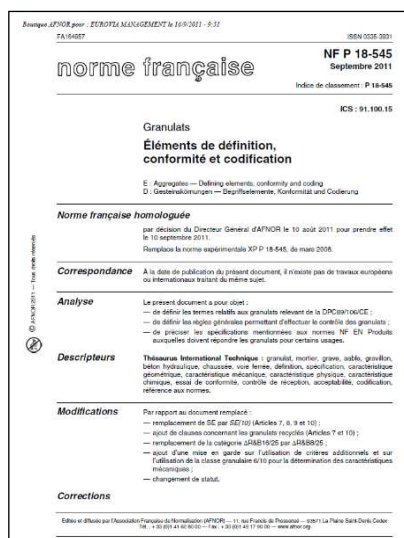 Boutique AFNOR pour : EUROVIA MANAGEMENT le 16/9/2011 - 9:32
FA164657 ISSN 0335-3931
norme française
NF P 18-545
Septembre 2011
Indice de classement : P 18-545
ICS : 91.100.15
Granulats
Éléments de définition,
conformité et codification
E : Aggregates — Defining elements, conformity and coding
D : Gesteinskörnungen — Begriffselemente, Konformität und Codierung
Norme française homologuée
par décision du Directeur Général d'AFNOR le 10 août 2011 pour prendre effet
le 10 septembre 2011.
Remplace la norme expérimentale XP P 18-545, de mars 2008.
Correspondance
À la date de publication du présent document, il n'existe pas de travaux européens
ou internationaux traitant du même sujet.
Analyse
Le présent document a pour objet :
— de définir les termes relatifs aux granulats relevant de la DPC89/106/CE ;
— de définir les règles générales permettant d'effectuer le contrôle des granulats ;
— de préciser les spécifications mentionnées aux normes NF EN Produits
auxquelles doivent répondre les granulats pour certains usages.
Descripteurs
Thésaurus International Technique : granulat, mortier, grave, sable, gravillon,
béton hydraulique, chaussée, voie ferrée, définition, spécification, caractéristique
géométrique, caractéristique mécanique, caractéristique physique, caractéristique
chimique, essai de conformité, contrôle de réception, acceptabilité, codification,
référence aux normes.
Modifications
Par rapport au document remplacé :
— remplacement de SE par SE(10) (Articles 7, 8, 9 et 10) ;
— ajout de clauses concernant les granulats recyclés (Articles 7 et 10) ;
— remplacement de la catégorie ΔR&B16/25 par ΔR&B8/25 ;
— ajout d'une mise en garde sur l'utilisation de critères additionnels et sur
l'utilisation de la classe granulaire 6/10 pour la détermination des caractéristiques
mécaniques ;
— changement de statut.
Corrections
Éditée et diffusée par l'Association Française de Normalisation (AFNOR) — 11, rue Francis de Pressensé — 93571 La Plaine Saint-Denis Cedex
Tél. : + 33 (0)1 41 62 80 00 — Fax : + 33 (0)1 49 17 90 00 — www.afnor.org
© AFNOR 2011 — Tous droits réservés